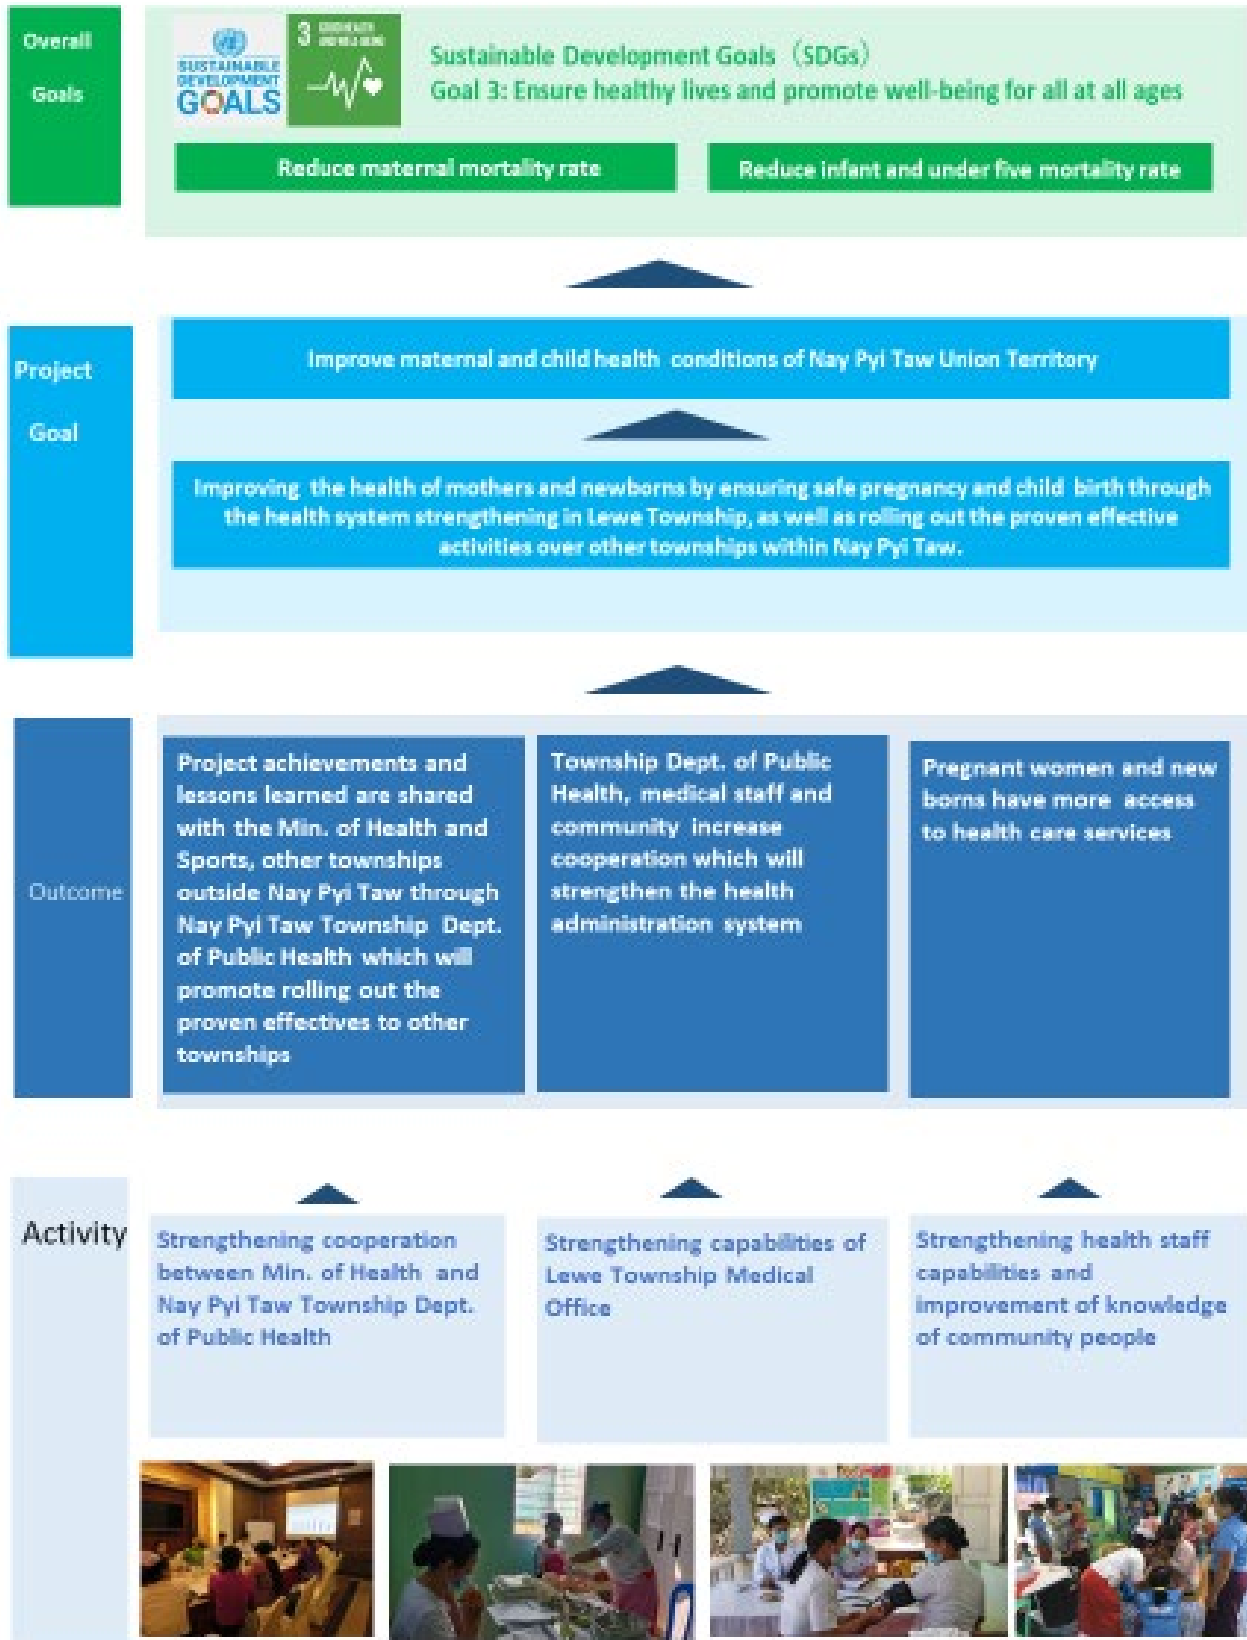 Overall
Goals
SUSTAINABLE
DEVELOPMENT
GOALS
3 GOOD HEALTH
AND WELL-BEING
Sustainable Development Goals（SDGs）
Goal 3: Ensure healthy lives and promote well-being for all at all ages
Reduce maternal mortality rate
Reduce infant and under five mortality rate
Project
Goal
Improve maternal and child health conditions of Nay Pyi Taw Union Territory
Improving the health of mothers and newborns by ensuring safe pregnancy and child birth through
the health system strengthening in Lewe Township, as well as rolling out the proven effective
activities over other townships within Nay Pyi Taw.
Outcome
Project achievements and
lessons learned are shared
with the Min. of Health and
Sports, other townships
outside Nay Pyi Taw through
Nay Pyi Taw Township Dept.
of Public Health which will
promote rolling out the
proven effectives to other
townships
Township Dept. of Public
Health, medical staff and
community increase
cooperation which will
strengthen the health
administration system
Pregnant women and new
borns have more access
to health care services
Activity
Strengthening cooperation
between Min. of Health and
Nay Pyi Taw Township Dept.
of Public Health
Strengthening capabilities of
Lewe Township Medical
Office
Strengthening health staff
capabilities and
improvement of knowledge
of community people